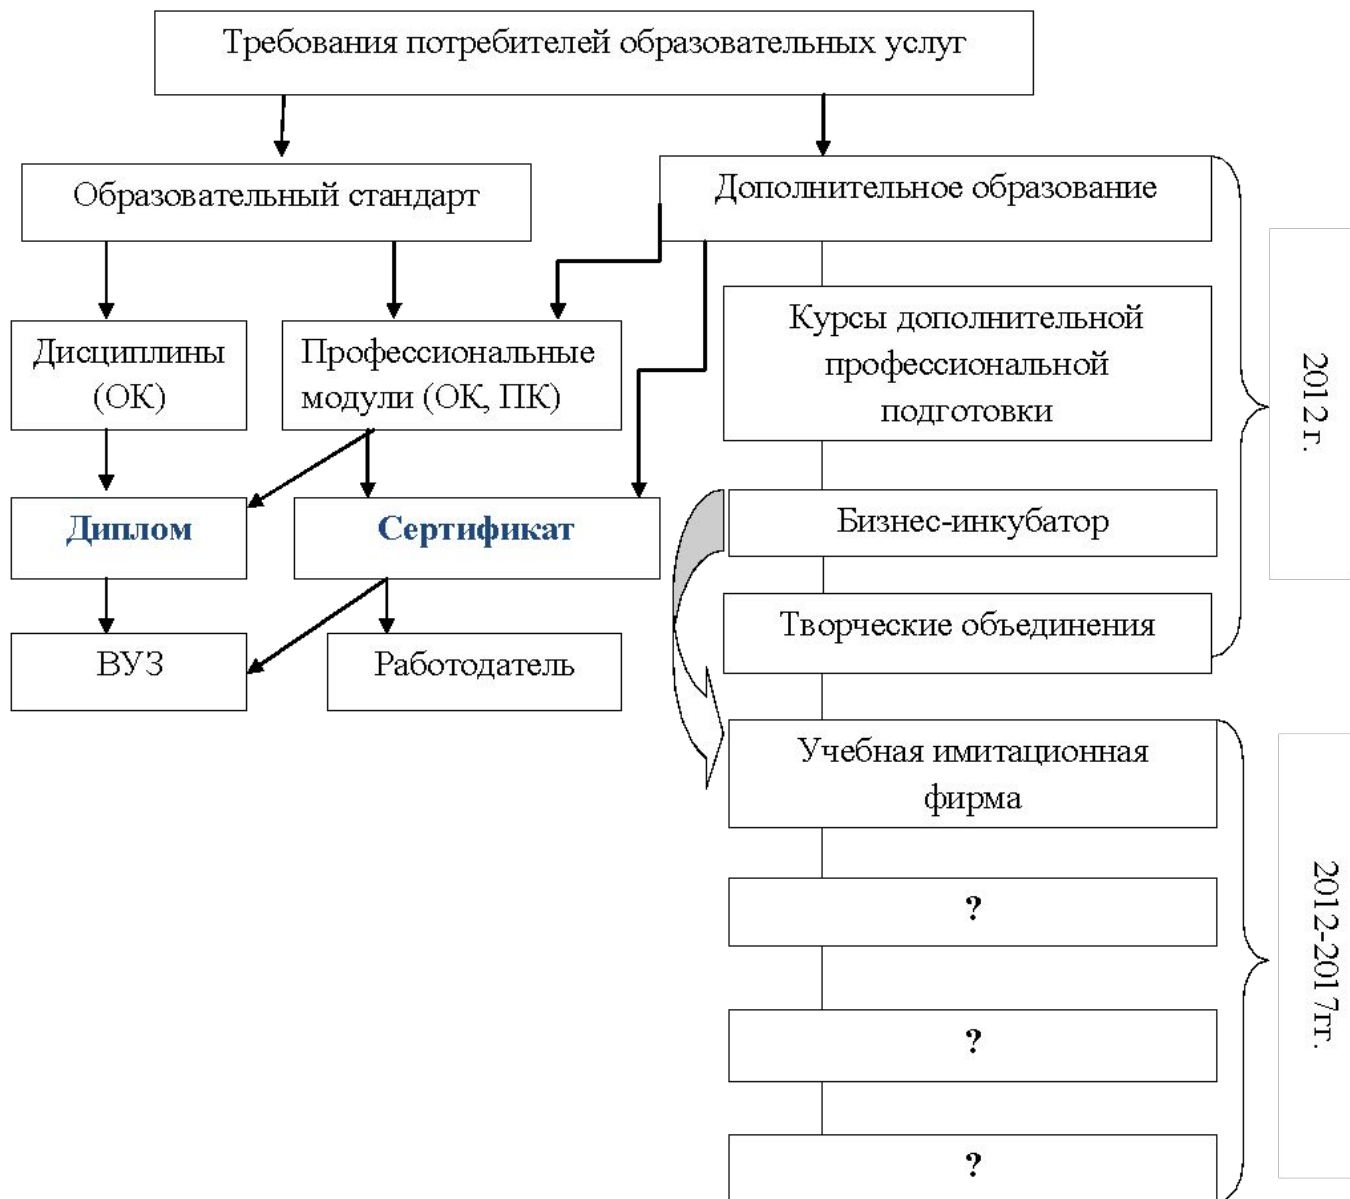 Требования потребителей образовательных услуг
Образовательный стандарт
Дополнительное образование
Дисциплины
(ОК)
Профессиональные
модули (ОК, ПК)
Курсы дополнительной
профессиональной
подготовки
2012 г.
Диплом
Сертификат
Бизнес-инкубатор
ВУЗ
Работодатель
Творческие объединения
Учебная имитационная
фирма
?
?
?
2012-2017гг.